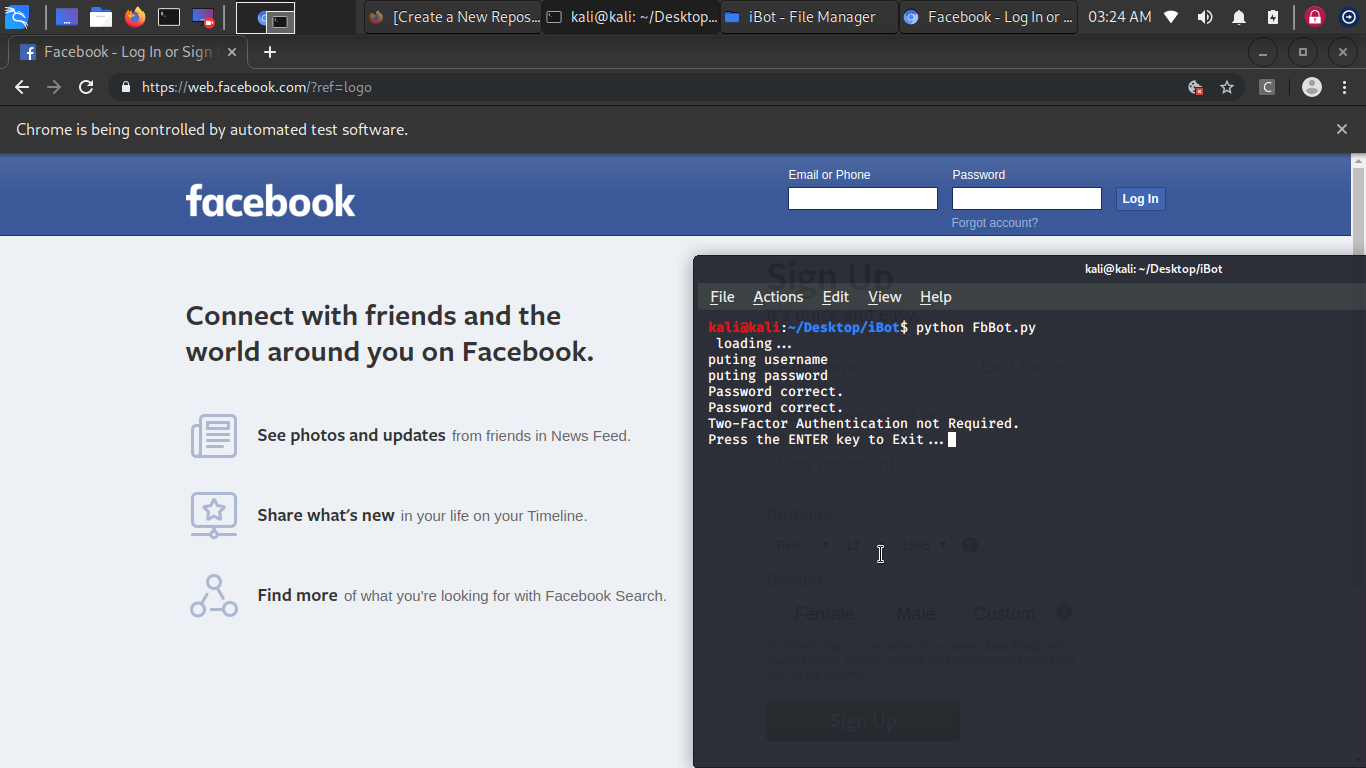 [Create a New Repos...
kali@kali: ~/Desktop...
iBot - File Manager
Facebook - Log In or ...
03:24 AM
Facebook - Log In or Sign
https://web.facebook.com/?ref=logo
C
Chrome is being controlled by automated test software.
facebook
Email or Phone
Password
Log In
Forgot account?
Connect with friends and the
world around you on Facebook.
See photos and updates from friends in News Feed.
Share what's new in your life on your Timeline.
Find more of what you're looking for with Facebook Search.
kali@kali: ~/Desktop/iBot
File Actions Edit View Help
kali@kali:~/Desktop/iBot$ python FbBot.py
loading...
puting username
puting password
Password correct.
Password correct.
Two-Factor Authentication not Required.
Press the ENTER key to Exit...
Sign Up
Last name
New password
Birthday
Feb 17 1995
Gender
Female Male Custom
Sign Up